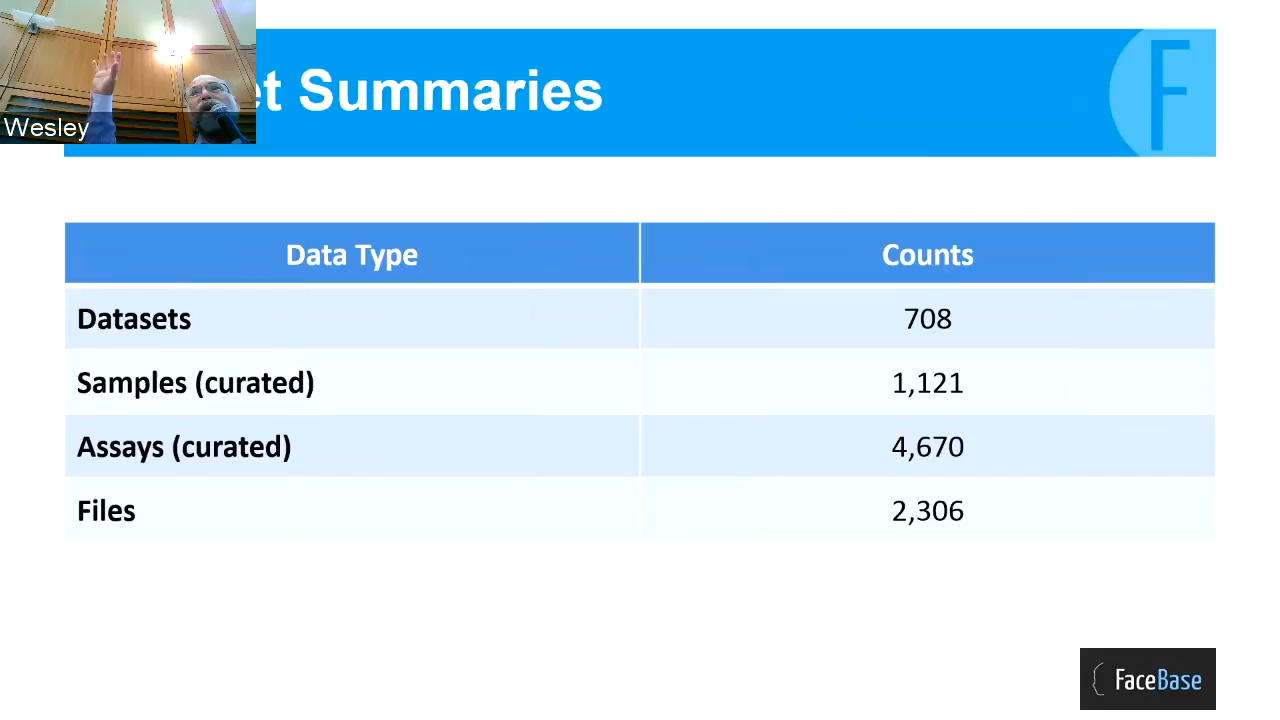 et Summaries
Wesley
Data Type Counts
Datasets 708
Samples (curated) 1,121
Assays (curated) 4,670
Files 2,306
FaceBase